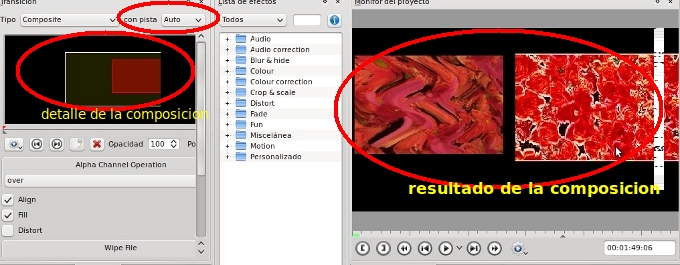 Transición
Tipo Composite con pista Auto
detalle de la composicion
Opacidad 100 Po
Alpha Channel Operation
over
Align
Fill
Distort
Wipe File
Lista de efectos
Todos
Audio
Audio correction
Blur & hide
Colour
Colour correction
Crop & scale
Distort
Fade
Fun
Miscelánea
Motion
Personalizado
Monitor del proyecto
resultado de la composicion
00:01:49:06